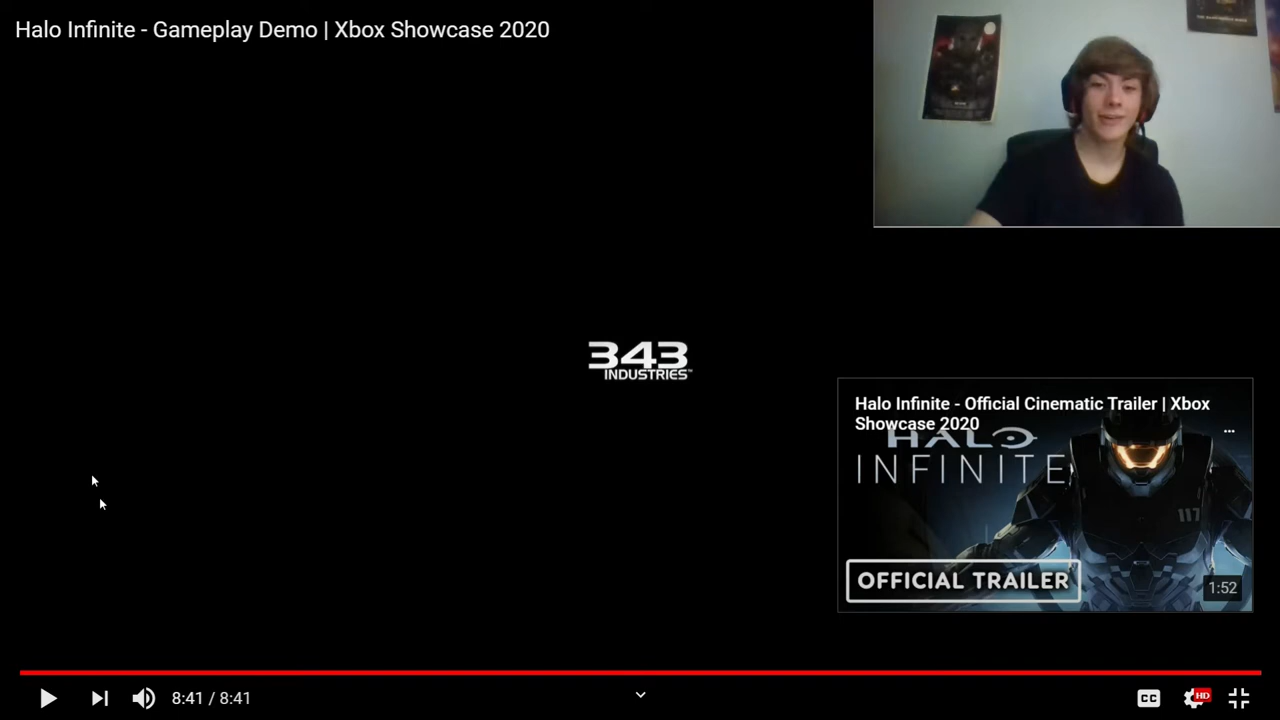 Halo Infinite - Gameplay Demo | Xbox Showcase 2020
343
INDUSTRIES™
Halo Infinite - Official Cinematic Trailer | Xbox
Showcase 2020
HALO
INFINITE
117
OFFICIAL TRAILER
1:52
8:41 / 8:41
CC
HD